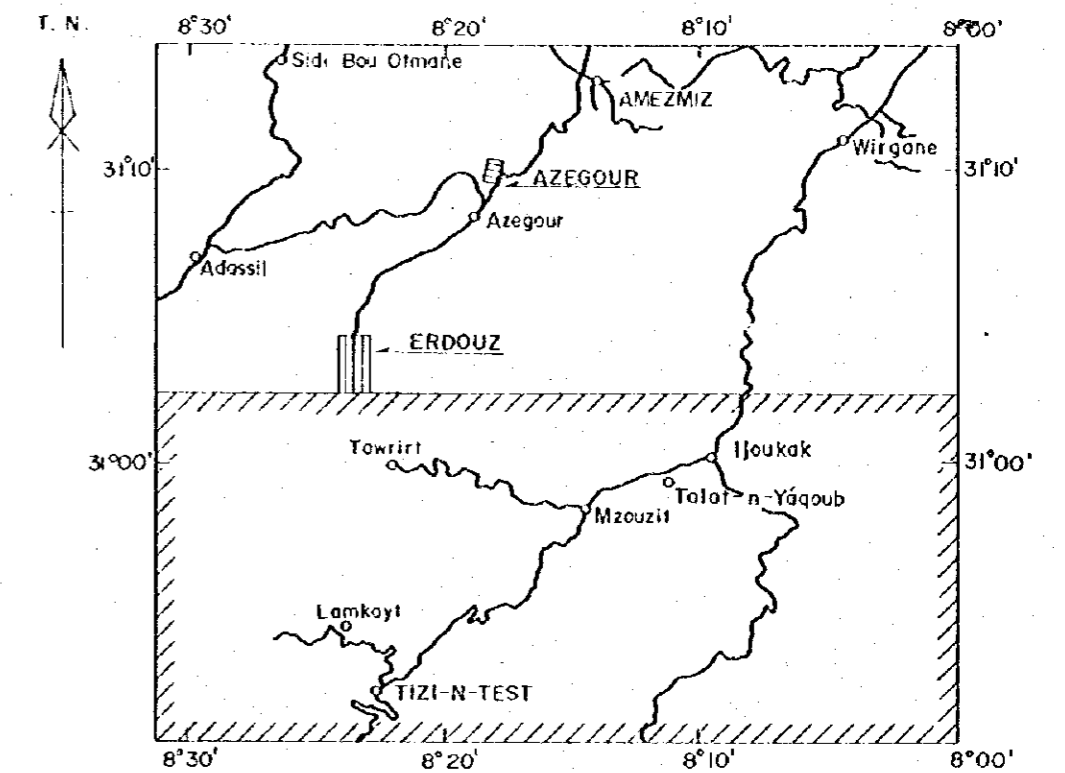 T. N.
8°30' 8°20' 8°10' 8°00'
Sidi Bou Otmane
AMEZMIZ
Wirgane
31°10' 31°10'
AZEGOUR
Azegour
Adassil
ERDOUZ
Tawrirt
Ijoukak
31°00' 31°00'
Talat-n-Yáqoub
Mzouzit
Lamkayt
TIZI-N-TEST
8°30' 8°20' 8°10' 8°00'